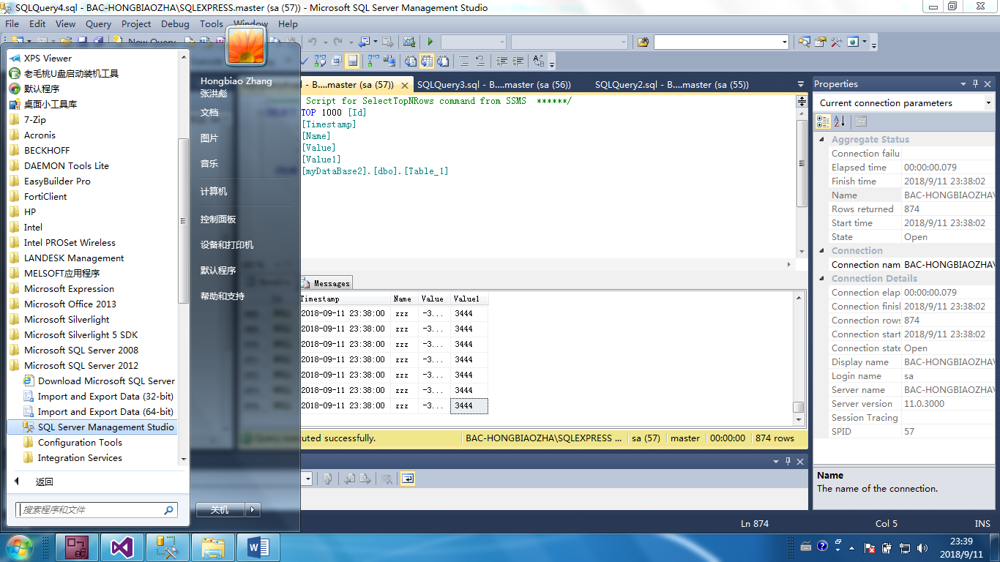 SQLQuery4.sql - BAC-HONGBIAOZHA\SQLEXPRESS.master (sa (57)) - Microsoft SQL Server Management Studio
File Edit View Query Project Debug Tools Window Help
New Query
XPS Viewer
老毛桃U盘启动装机工具
默认程序
桌面小工具库
7-Zip
Acronis
BECKHOFF
DAEMON Tools Lite
EasyBuilder Pro
FortiClient
HP
Intel
Intel PROSet Wireless
LANDESK Management
MELSOFT应用程序
Microsoft Expression
Microsoft Office 2013
Microsoft Silverlight
Microsoft Silverlight 5 SDK
Microsoft SQL Server 2008
Microsoft SQL Server 2012
Download Microsoft SQL Server
Import and Export Data (32-bit)
Import and Export Data (64-bit)
SQL Server Management Studio
Configuration Tools
Integration Services
返回
搜索程序和文件
Hongbiao Zhang
张洪彪
文档
图片
音乐
计算机
控制面板
设备和打印机
默认程序
帮助和支持
关机
l - B....master (sa (57)) SQLQuery3.sql - B....master (sa (56)) SQLQuery2.sql - B....master (sa (55))
Script for SelectTopNRows command from SSMS ******/
TOP 1000 [Id]
[Timestamp]
[Name]
[Value]
[Value1]
[myDataBase2].[dbo].[Table_1]
Messages
Timestamp Name Value Value1
2018-09-11 23:38:00 zzz -3... 3444
2018-09-11 23:38:00 zzz -3... 3444
2018-09-11 23:38:00 zzz -3... 3444
2018-09-11 23:38:00 zzz -3... 3444
2018-09-11 23:38:00 zzz -3... 3444
2018-09-11 23:38:00 zzz -3... 3444
2018-09-11 23:38:00 zzz -3... 3444
Query executed successfully. BAC-HONGBIAOZHA\SQLEXPRESS ... sa (57) master 00:00:00 874 rows
Properties
Current connection parameters
Aggregate Status
Connection failu
Elapsed time 00:00:00.079
Finish time 2018/9/11 23:38:02
Name BAC-HONGBIAOZHA\
Rows returned 874
Start time 2018/9/11 23:38:02
State Open
Connection
Connection nam BAC-HONGBIAOZHA\
Connection Details
Connection elap 00:00:00.079
Connection finisl 2018/9/11 23:38:02
Connection rows 874
Connection start 2018/9/11 23:38:02
Connection state Open
Display name BAC-HONGBIAOZHA\
Login name sa
Server name BAC-HONGBIAOZHA\
Server version 11.0.3000
Session Tracing
SPID 57
Name
The name of the connection.
Ln 874 Col 5 INS
23:39
2018/9/11